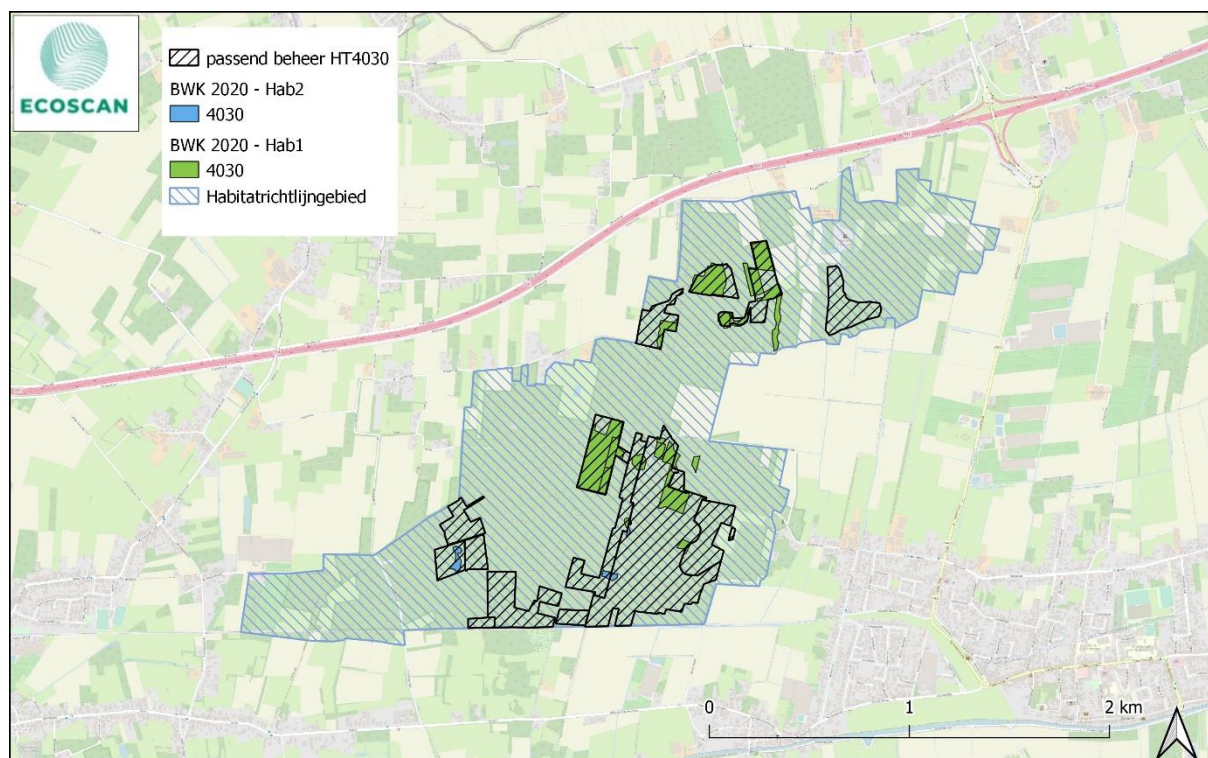 ECOSCAN
passend beheer HT4030
BWK 2020 - Hab2
4030
BWK 2020 - Hab1
4030
Habitatrichtlijngebied
0
1
2 km